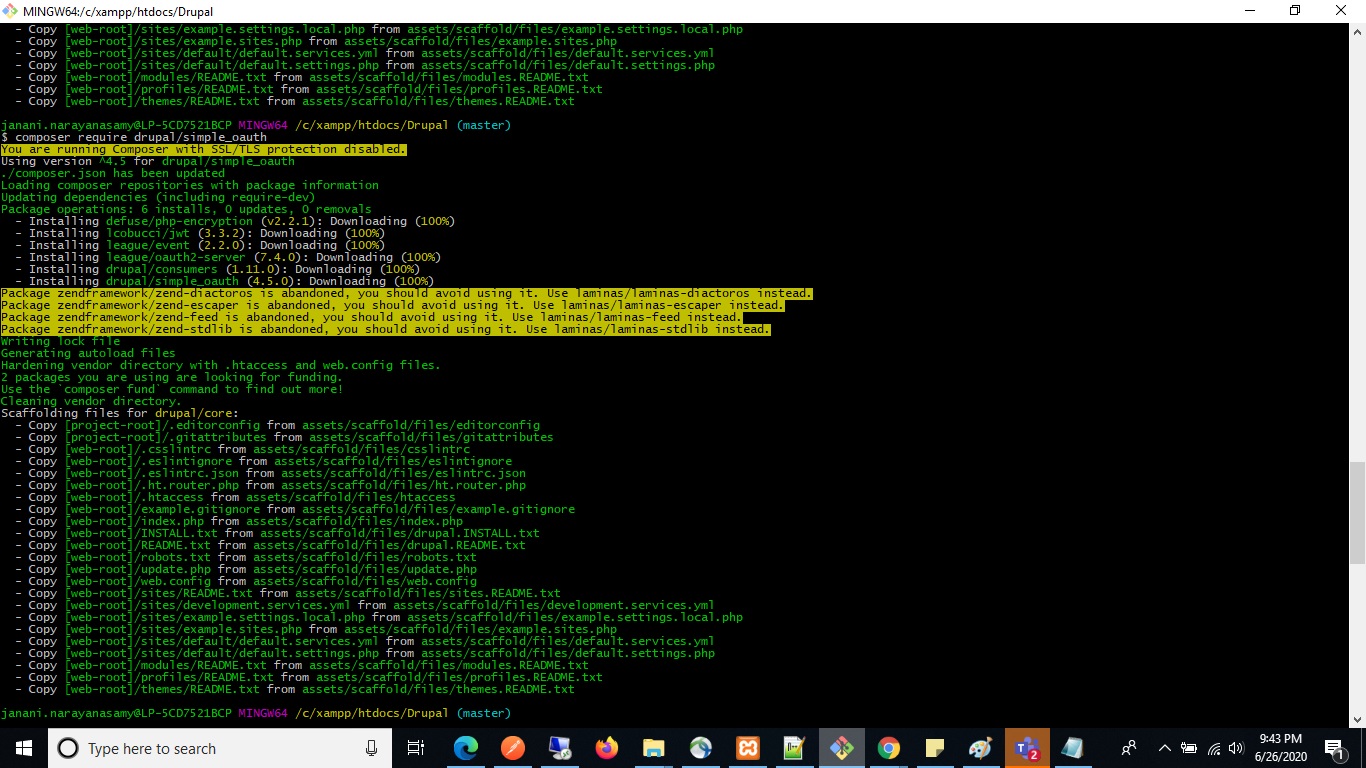 MINGW64:/c/xampp/htdocs/Drupal
- Copy [web-root]/sites/example.settings.local.php from assets/scaffold/files/example.settings.local.php
- Copy [web-root]/sites/example.sites.php from assets/scaffold/files/example.sites.php
- Copy [web-root]/sites/default/default.services.yml from assets/scaffold/files/default.services.yml
- Copy [web-root]/sites/default/default.settings.php from assets/scaffold/files/default.settings.php
- Copy [web-root]/modules/README.txt from assets/scaffold/files/modules.README.txt
- Copy [web-root]/profiles/README.txt from assets/scaffold/files/profiles.README.txt
- Copy [web-root]/themes/README.txt from assets/scaffold/files/themes.README.txt
janani.narayanasamy@LP-5CD7521BCP MINGW64 /c/xampp/htdocs/Drupal (master)
$ composer require drupal/simple_oauth
You are running Composer with SSL/TLS protection disabled.
Using version ^4.5 for drupal/simple_oauth
./composer.json has been updated
Loading composer repositories with package information
Updating dependencies (including require-dev)
Package operations: 6 installs, 0 updates, 0 removals
- Installing defuse/php-encryption (v2.2.1): Downloading (100%)
- Installing lcobucci/jwt (3.3.2): Downloading (100%)
- Installing league/event (2.2.0): Downloading (100%)
- Installing league/oauth2-server (7.4.0): Downloading (100%)
- Installing drupal/consumers (1.11.0): Downloading (100%)
- Installing drupal/simple_oauth (4.5.0): Downloading (100%)
Package zendframework/zend-diactoros is abandoned, you should avoid using it. Use laminas/laminas-diactoros instead.
Package zendframework/zend-escaper is abandoned, you should avoid using it. Use laminas/laminas-escaper instead.
Package zendframework/zend-feed is abandoned, you should avoid using it. Use laminas/laminas-feed instead.
Package zendframework/zend-stdlib is abandoned, you should avoid using it. Use laminas/laminas-stdlib instead.
Writing lock file
Generating autoload files
Hardening vendor directory with .htaccess and web.config files.
2 packages you are using are looking for funding.
Use the `composer fund` command to find out more!
Cleaning vendor directory.
Scaffolding files for drupal/core:
- Copy [project-root]/.editorconfig from assets/scaffold/files/editorconfig
- Copy [project-root]/.gitattributes from assets/scaffold/files/gitattributes
- Copy [web-root]/.csslintrc from assets/scaffold/files/csslintrc
- Copy [web-root]/.eslintignore from assets/scaffold/files/eslintignore
- Copy [web-root]/.eslintrc.json from assets/scaffold/files/eslintrc.json
- Copy [web-root]/.ht.router.php from assets/scaffold/files/ht.router.php
- Copy [web-root]/.htaccess from assets/scaffold/files/htaccess
- Copy [web-root]/example.gitignore from assets/scaffold/files/example.gitignore
- Copy [web-root]/index.php from assets/scaffold/files/index.php
- Copy [web-root]/INSTALL.txt from assets/scaffold/files/drupal.INSTALL.txt
- Copy [web-root]/README.txt from assets/scaffold/files/drupal.README.txt
- Copy [web-root]/robots.txt from assets/scaffold/files/robots.txt
- Copy [web-root]/update.php from assets/scaffold/files/update.php
- Copy [web-root]/web.config from assets/scaffold/files/web.config
- Copy [web-root]/sites/README.txt from assets/scaffold/files/sites.README.txt
- Copy [web-root]/sites/development.services.yml from assets/scaffold/files/development.services.yml
- Copy [web-root]/sites/example.settings.local.php from assets/scaffold/files/example.settings.local.php
- Copy [web-root]/sites/example.sites.php from assets/scaffold/files/example.sites.php
- Copy [web-root]/sites/default/default.services.yml from assets/scaffold/files/default.services.yml
- Copy [web-root]/sites/default/default.settings.php from assets/scaffold/files/default.settings.php
- Copy [web-root]/modules/README.txt from assets/scaffold/files/modules.README.txt
- Copy [web-root]/profiles/README.txt from assets/scaffold/files/profiles.README.txt
- Copy [web-root]/themes/README.txt from assets/scaffold/files/themes.README.txt
janani.narayanasamy@LP-5CD7521BCP MINGW64 /c/xampp/htdocs/Drupal (master)
Type here to search
2
9:43 PM
6/26/2020
1